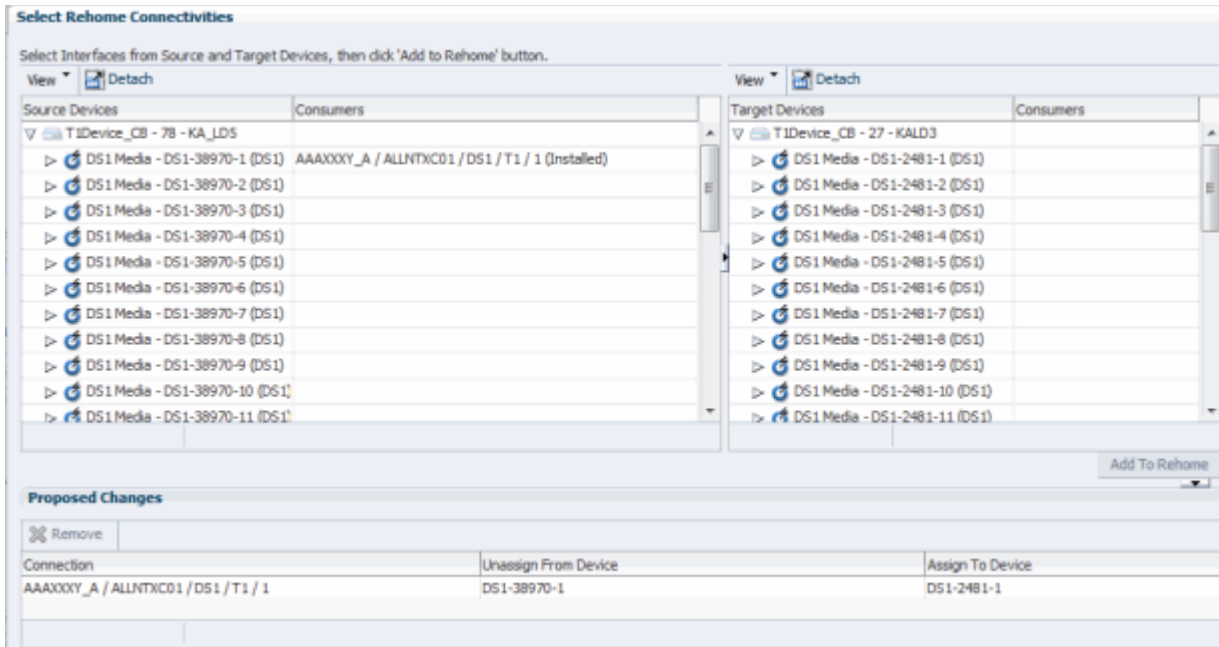 Select Rehome Connectivities
Select Interfaces from Source and Target Devices, then click 'Add to Rehome' button.
View Detach
Source Devices Consumers
T1Device_CB - 78 - KA_LD5
DS1 Media - DS1-38970-1 (DS1) AAAXXXY_A / ALLNTXC01 / DS1 / T1 / 1 (Installed)
DS1 Media - DS1-38970-2 (DS1)
DS1 Media - DS1-38970-3 (DS1)
DS1 Media - DS1-38970-4 (DS1)
DS1 Media - DS1-38970-5 (DS1)
DS1 Media - DS1-38970-6 (DS1)
DS1 Media - DS1-38970-7 (DS1)
DS1 Media - DS1-38970-8 (DS1)
DS1 Media - DS1-38970-9 (DS1)
DS1 Media - DS1-38970-10 (DS1)
DS1 Media - DS1-38970-11 (DS1)
View Detach
Target Devices Consumers
T1Device_CB - 27 - KALD3
DS1 Media - DS1-2481-1 (DS1)
DS1 Media - DS1-2481-2 (DS1)
DS1 Media - DS1-2481-3 (DS1)
DS1 Media - DS1-2481-4 (DS1)
DS1 Media - DS1-2481-5 (DS1)
DS1 Media - DS1-2481-6 (DS1)
DS1 Media - DS1-2481-7 (DS1)
DS1 Media - DS1-2481-8 (DS1)
DS1 Media - DS1-2481-9 (DS1)
DS1 Media - DS1-2481-10 (DS1)
DS1 Media - DS1-2481-11 (DS1)
Add To Rehome
Proposed Changes
Remove
Connection Unassign From Device Assign To Device
AAAXXXY_A / ALLNTXC01 / DS1 / T1 / 1 DS1-38970-1 DS1-2481-1